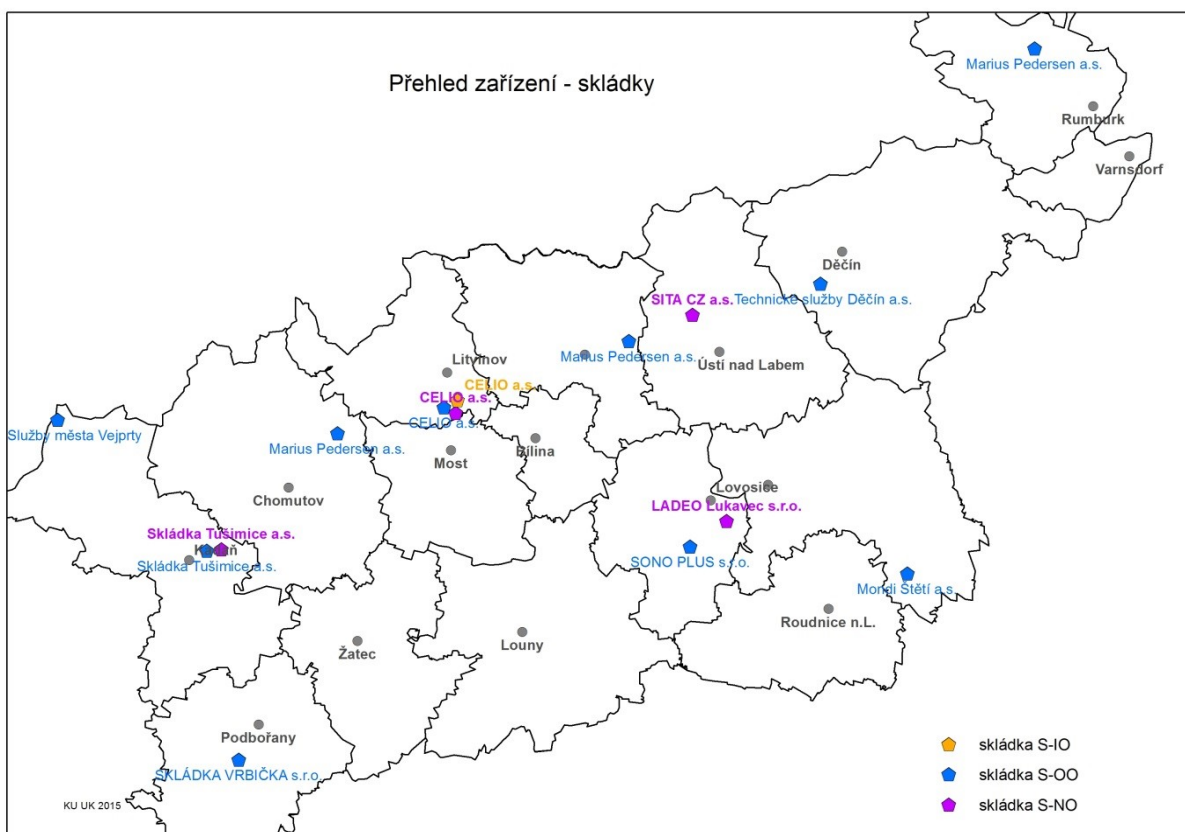 Přehled zařízení - skládky
Marius Pedersen a.s.
Rumburk
Varnsdorf
Děčín
Technické služby Děčín a.s.
SITA CZ a.s.
Marius Pedersen a.s.
Ústí nad Labem
Litvínov
CELIO a.s.
CELIO a.s.
CELIO a.s.
Služby města Vejprty
Marius Pedersen a.s.
Most
Bílina
Chomutov
Lovosice
LADEO Lukavec s.r.o.
Skládka Tušimice a.s.
Kadaň
Skládka Tušimice a.s.
SONO PLUS s.r.o.
Mondi Štětí a.s.
Roudnice n.L.
Louny
Žatec
Podbořany
SKLÁDKA VRBIČKA s.r.o.
skládka S-IO
skládka S-OO
skládka S-NO
KU UK 2015